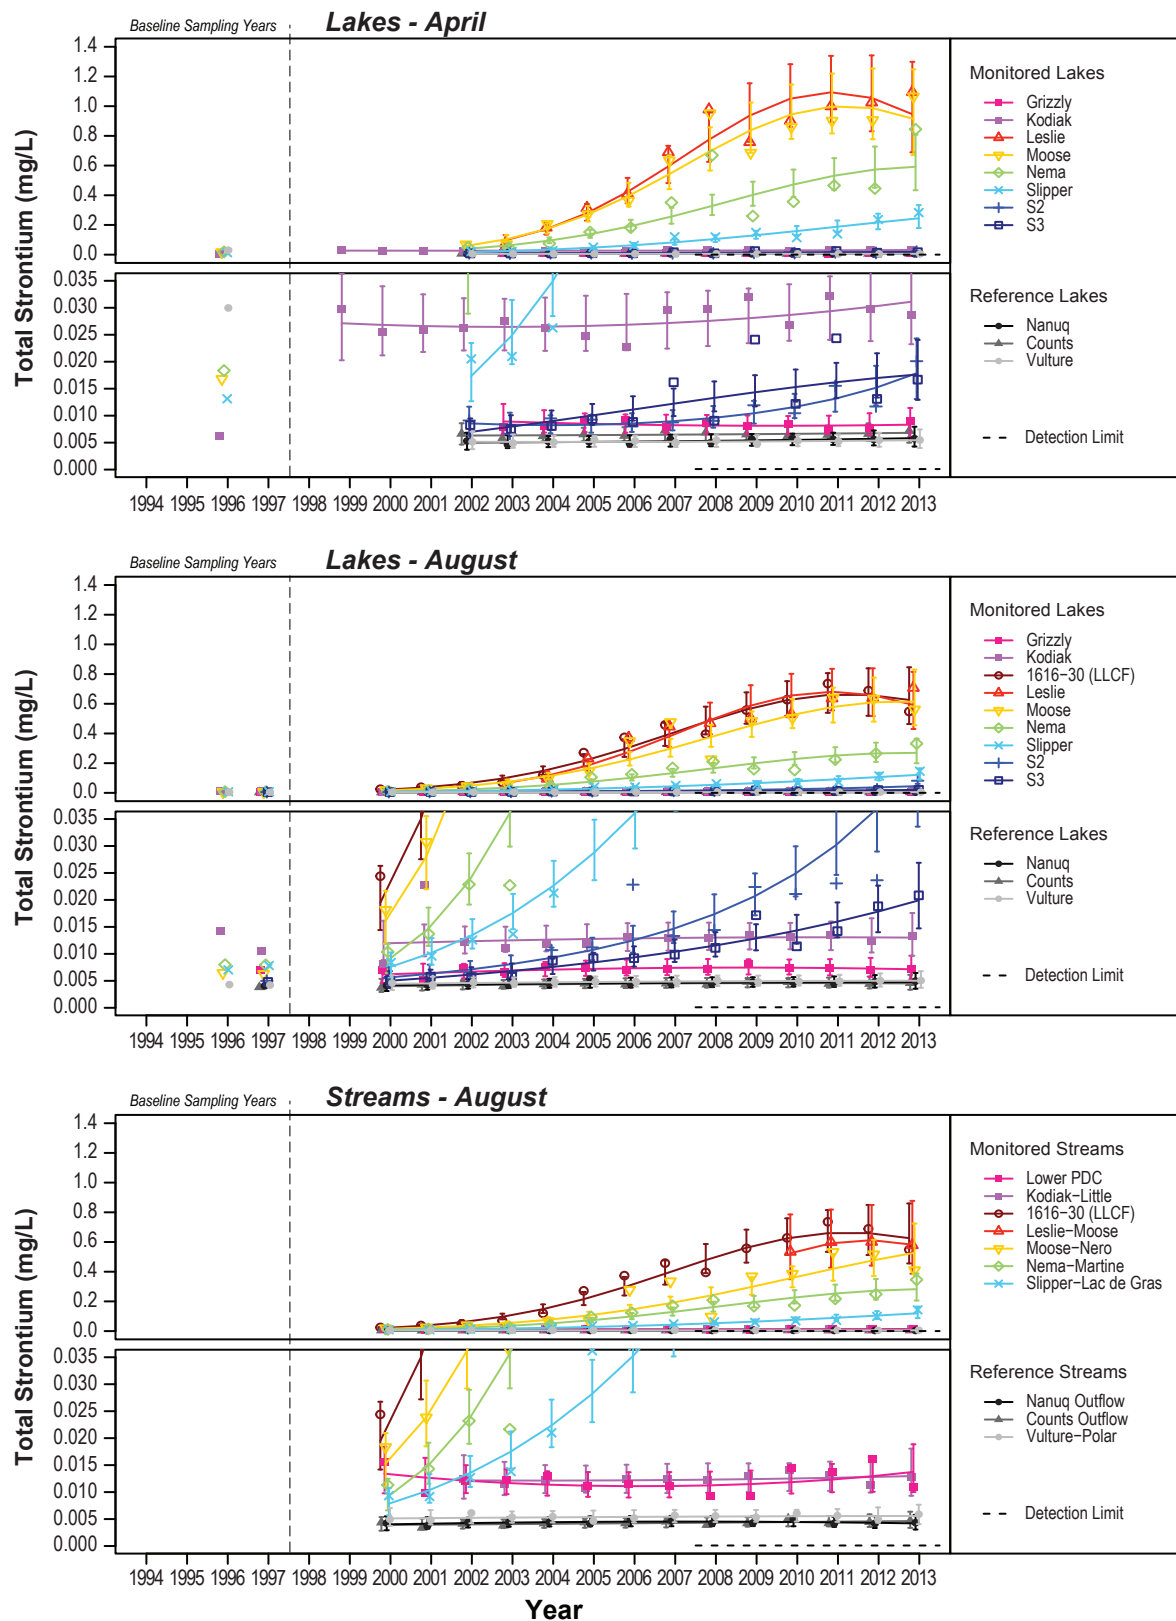 Baseline Sampling Years
Lakes - April
Total Strontium (mg/L)
1.4
1.2
1.0
0.8
0.6
0.4
0.2
0.0
0.035
0.030
0.025
0.020
0.015
0.010
0.005
0.000
1994 1995 1996 1997 1998 1999 2000 2001 2002 2003 2004 2005 2006 2007 2008 2009 2010 2011 2012 2013
Monitored Lakes
Grizzly
Kodiak
Leslie
Moose
Nema
Slipper
S2
S3
Reference Lakes
Nanuq
Counts
Vulture
Detection Limit
Baseline Sampling Years
Lakes - August
Total Strontium (mg/L)
1.4
1.2
1.0
0.8
0.6
0.4
0.2
0.0
0.035
0.030
0.025
0.020
0.015
0.010
0.005
0.000
1994 1995 1996 1997 1998 1999 2000 2001 2002 2003 2004 2005 2006 2007 2008 2009 2010 2011 2012 2013
Monitored Lakes
Grizzly
Kodiak
1616−30 (LLCF)
Leslie
Moose
Nema
Slipper
S2
S3
Reference Lakes
Nanuq
Counts
Vulture
Detection Limit
Baseline Sampling Years
Streams - August
Total Strontium (mg/L)
1.4
1.2
1.0
0.8
0.6
0.4
0.2
0.0
0.035
0.030
0.025
0.020
0.015
0.010
0.005
0.000
1994 1995 1996 1997 1998 1999 2000 2001 2002 2003 2004 2005 2006 2007 2008 2009 2010 2011 2012 2013
Year
Monitored Streams
Lower PDC
Kodiak−Little
1616−30 (LLCF)
Leslie−Moose
Moose−Nero
Nema−Martine
Slipper−Lac de Gras
Reference Streams
Nanuq Outflow
Counts Outflow
Vulture−Polar
Detection Limit